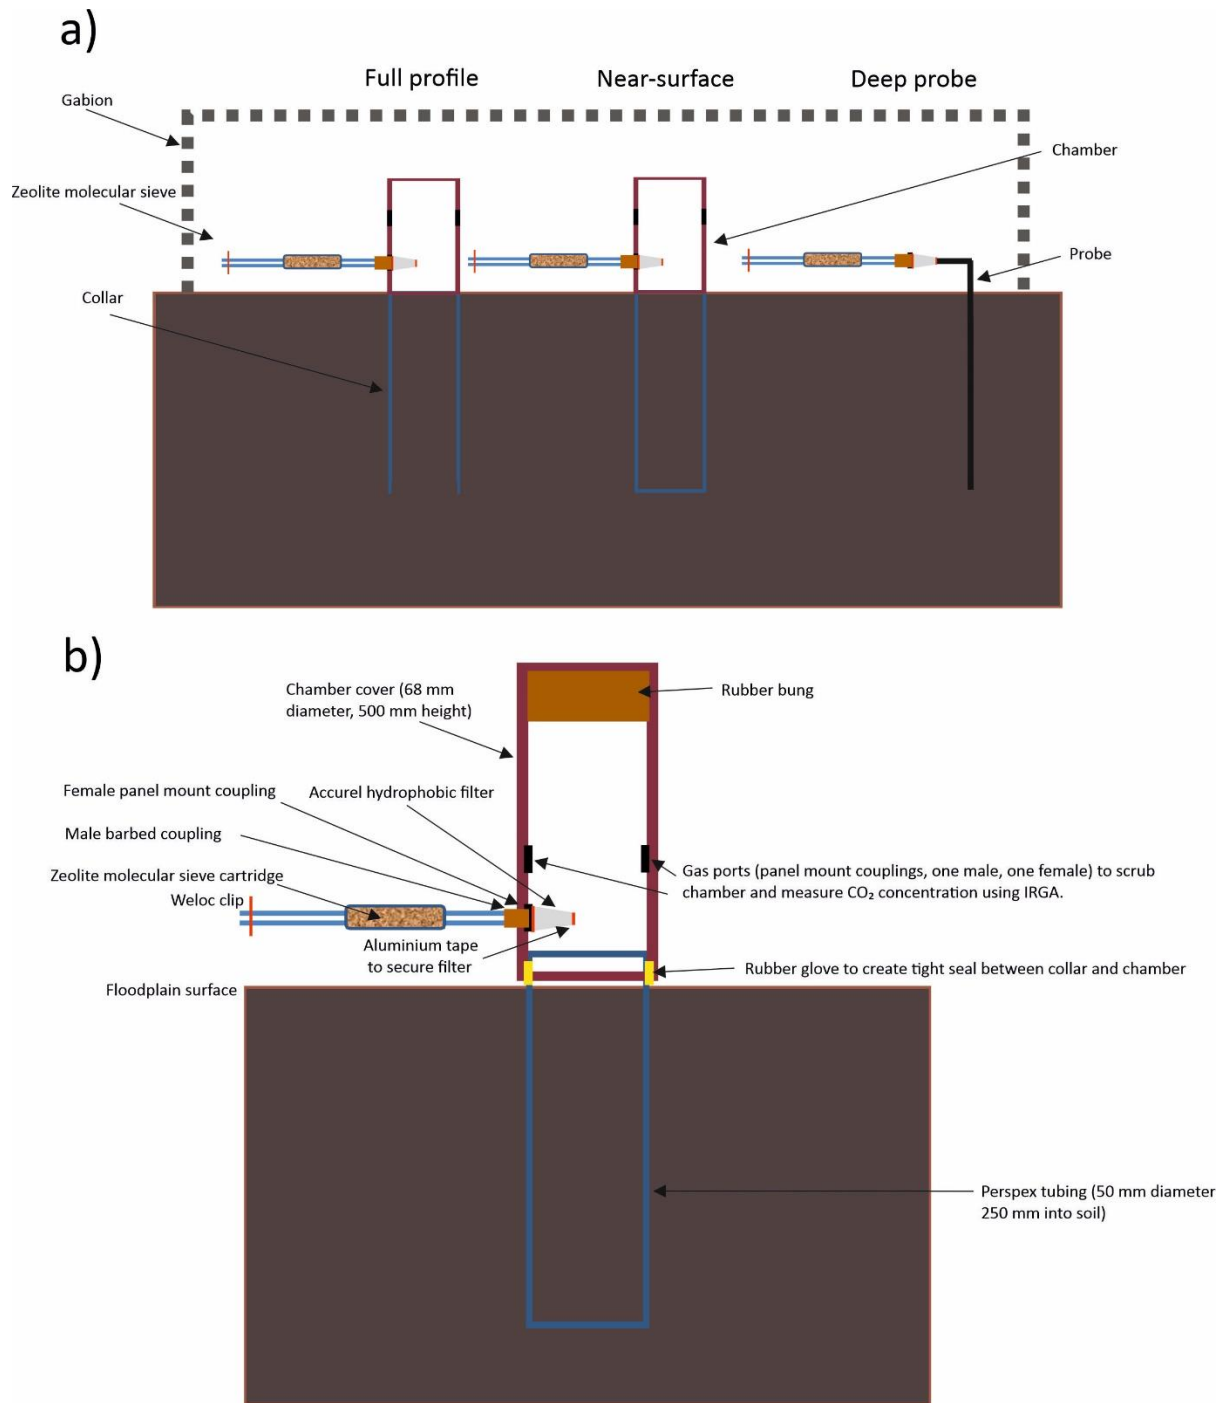 a)
Full profile
Near-surface
Deep probe
Gabion
Chamber
Zeolite molecular sieve
Probe
Collar
b)
Chamber cover (68 mm
diameter, 500 mm height)
Rubber bung
Female panel mount coupling
Accurel hydrophobic filter
Male barbed coupling
Gas ports (panel mount couplings, one male, one female) to scrub
chamber and measure CO₂ concentration using IRGA.
Zeolite molecular sieve cartridge
Weloc clip
Aluminium tape
to secure filter
Rubber glove to create tight seal between collar and chamber
Floodplain surface
Perspex tubing (50 mm diameter
250 mm into soil)